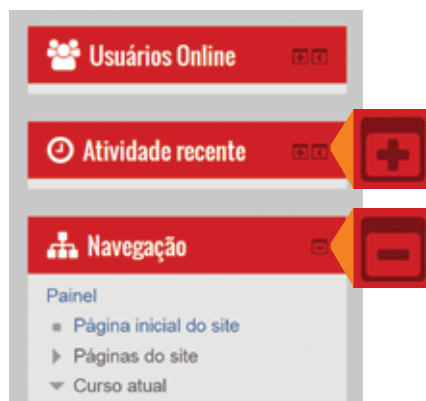 Usuários Online
Atividade recente
Navegação
Painel
Página inicial do site
Páginas do site
Curso atual